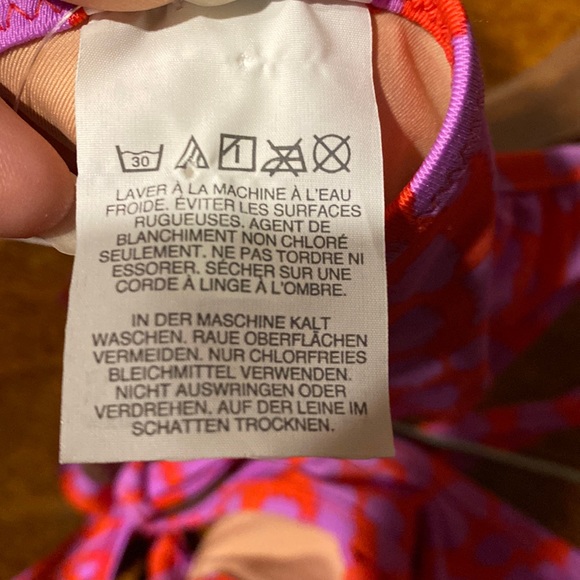 30
LAVER À LA MACHINE À L'EAU
FROIDE. ÉVITER LES SURFACES
RUGUEUSES. AGENT DE
BLANCHIMENT NON CHLORÉ
SEULEMENT. NE PAS TORDRE NI
ESSORER. SÉCHER SUR UNE
CORDE À LINGE À L'OMBRE.
IN DER MASCHINE KALT
WASCHEN. RAUE OBERFLÄCHEN
VERMEIDEN. NUR CHLORFREIES
BLEICHMITTEL VERWENDEN.
NICHT AUSWRINGEN ODER
VERDREHEN. AUF DER LEINE IM
SCHATTEN TROCKNEN.